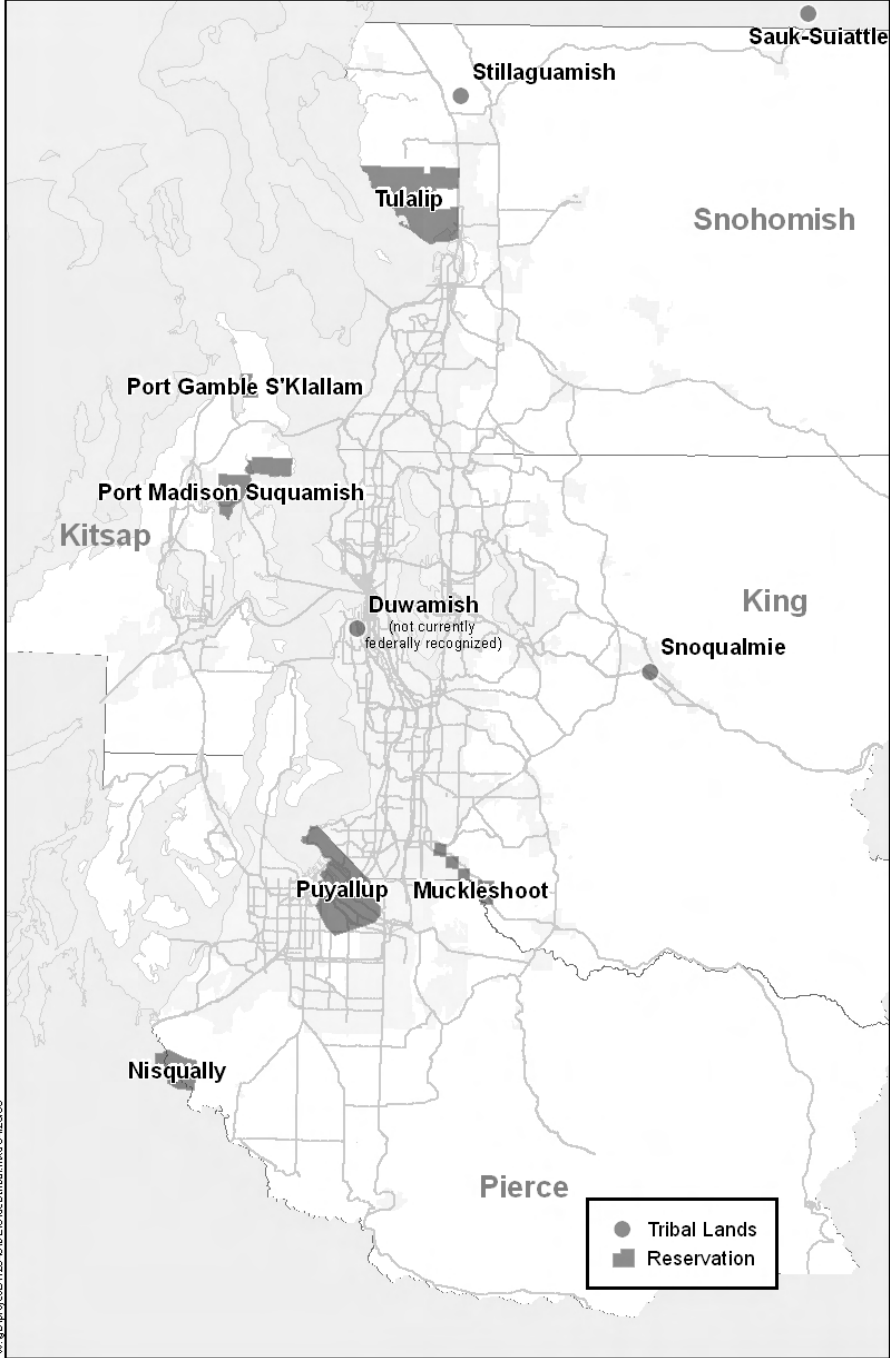 Sauk-Suiattle
Stillaguamish
Tulalip
Snohomish
Port Gamble S'Klallam
Port Madison Suquamish
Kitsap
King
Duwamish
(not currently
federally recognized)
Snoqualmie
Puyallup
Muckleshoot
Nisqually
Pierce
Tribal Lands
Reservation